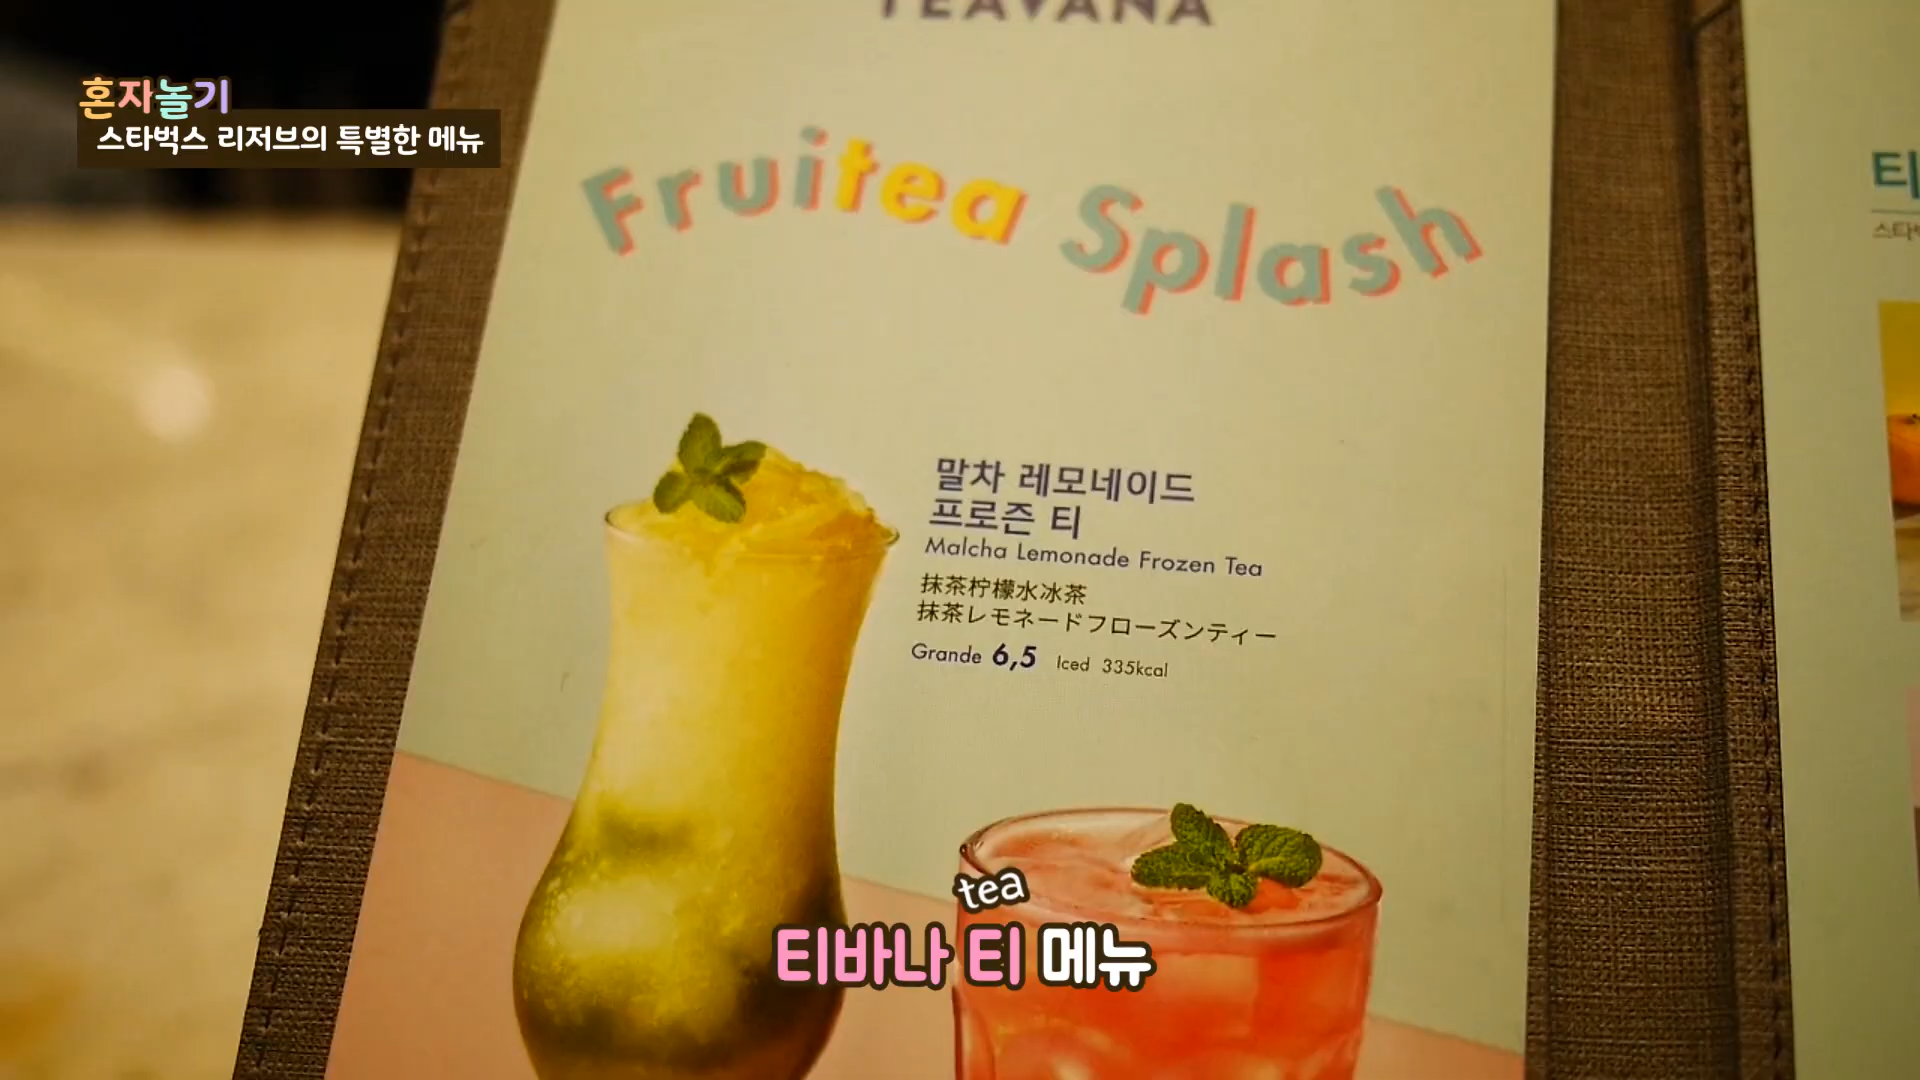 TEAVANA
혼자놀기
스타벅스 리저브의 특별한 메뉴
Fruitea Splash
말차 레모네이드
프로즌 티
Malcha Lemonade Frozen Tea
抹茶柠檬水冰茶
抹茶レモネードフローズンティー
Grande 6,5 Iced 335kcal
tea
티바나 티 메뉴